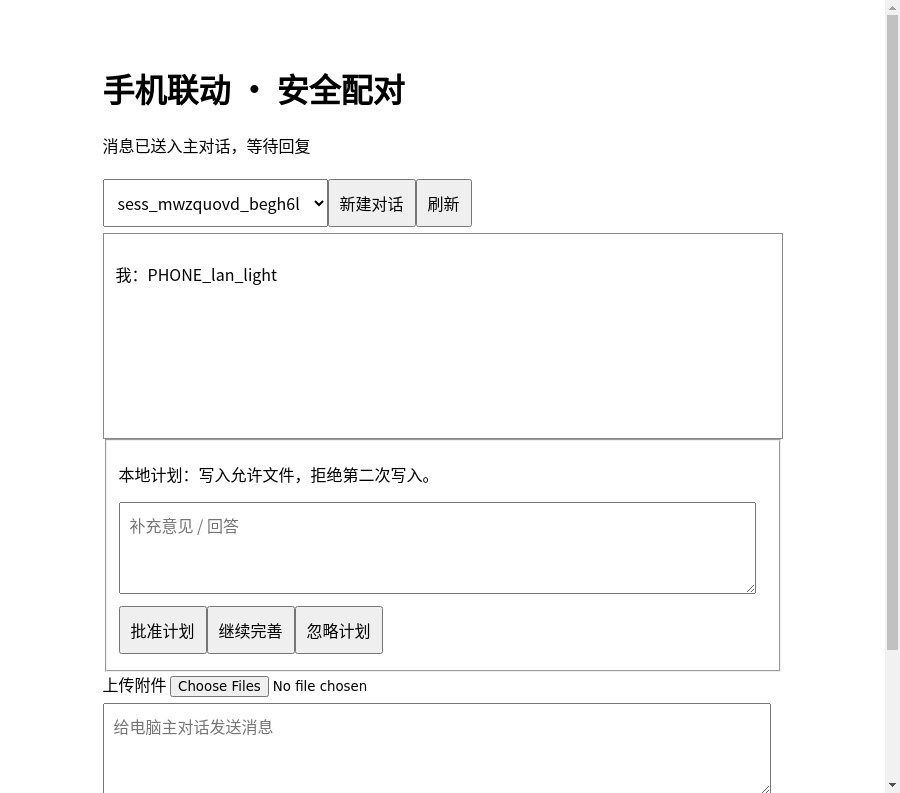 手机联动 · 安全配对
消息已送入主对话，等待回复
sess_mwzquovd_begh6l 新建对话 刷新
我：PHONE_lan_light
本地计划：写入允许文件，拒绝第二次写入。
补充意见 / 回答
批准计划 继续完善 忽略计划
上传附件 Choose Files No file chosen
给电脑主对话发送消息